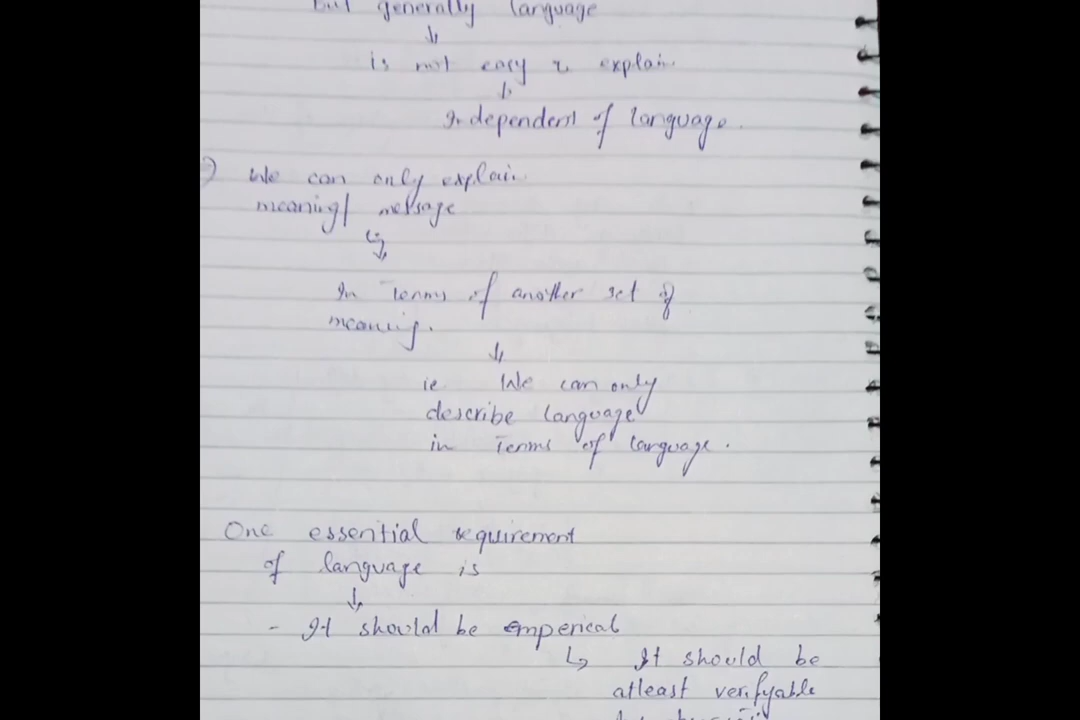 but generally language
↓
is not easy to explain
↓
Independent of language.
We can only explain
meaning/ message
↳
↓
In Terms of another set of
meaning.
↓
ie We can only
describe language
in Terms of language.
One essential requirement
of language is
↓
- It should be emperical
↳ It should be
atleast verifyable